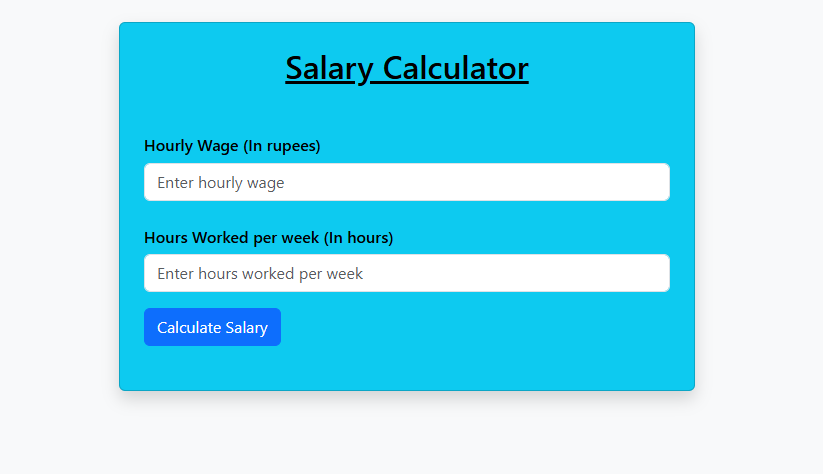 Salary Calculator
Hourly Wage (In rupees)
Enter hourly wage
Hours Worked per week (In hours)
Enter hours worked per week
Calculate Salary